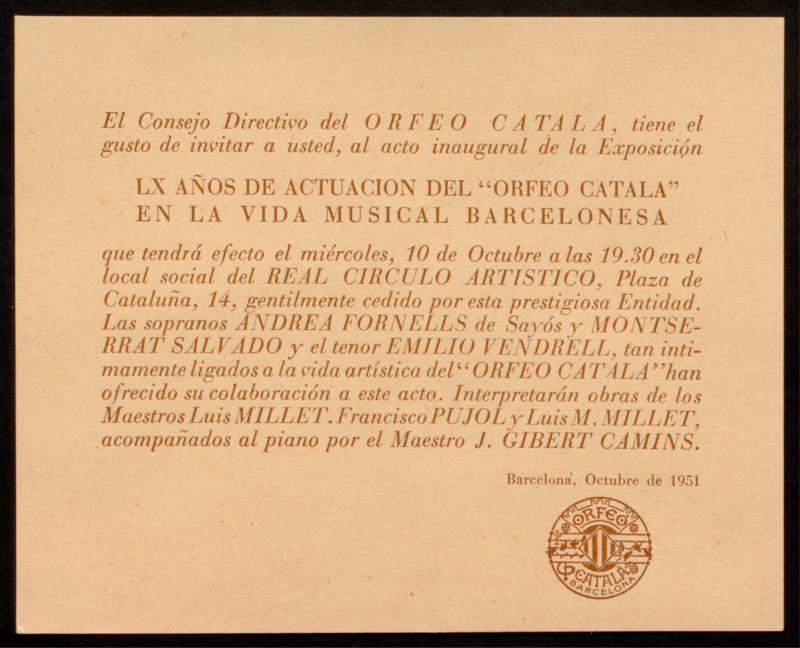 El Consejo Directivo del ORFEO CATALA, tiene el
gusto de invitar a usted, al acto inaugural de la Exposición
LX AÑOS DE ACTUACION DEL “ORFEO CATALA”
EN LA VIDA MUSICAL BARCELONESA
que tendrá efecto el miércoles, 10 de Octubre a las 19.30 en el
local social del REAL CIRCULO ARTISTICO, Plaza de
Cataluña, 14, gentilmente cedido por esta prestigiosa Entidad.
Las sopranos ANDREA FORNELLS de Sayós y MONTSE-
RRAT SALVADO y el tenor EMILIO VENDRELL, tan inti-
mamente ligados a la vida artística del “ORFEO CATALA” han
ofrecido su colaboración a este acto. Interpretarán obras de los
Maestros Luis MILLET. Francisco PUJOL y Luis M. MILLET,
acompañados al piano por el Maestro J. GIBERT CAMINS.
Barcelona, Octubre de 1951
ORFEO
CATALÀ
BARCELONA